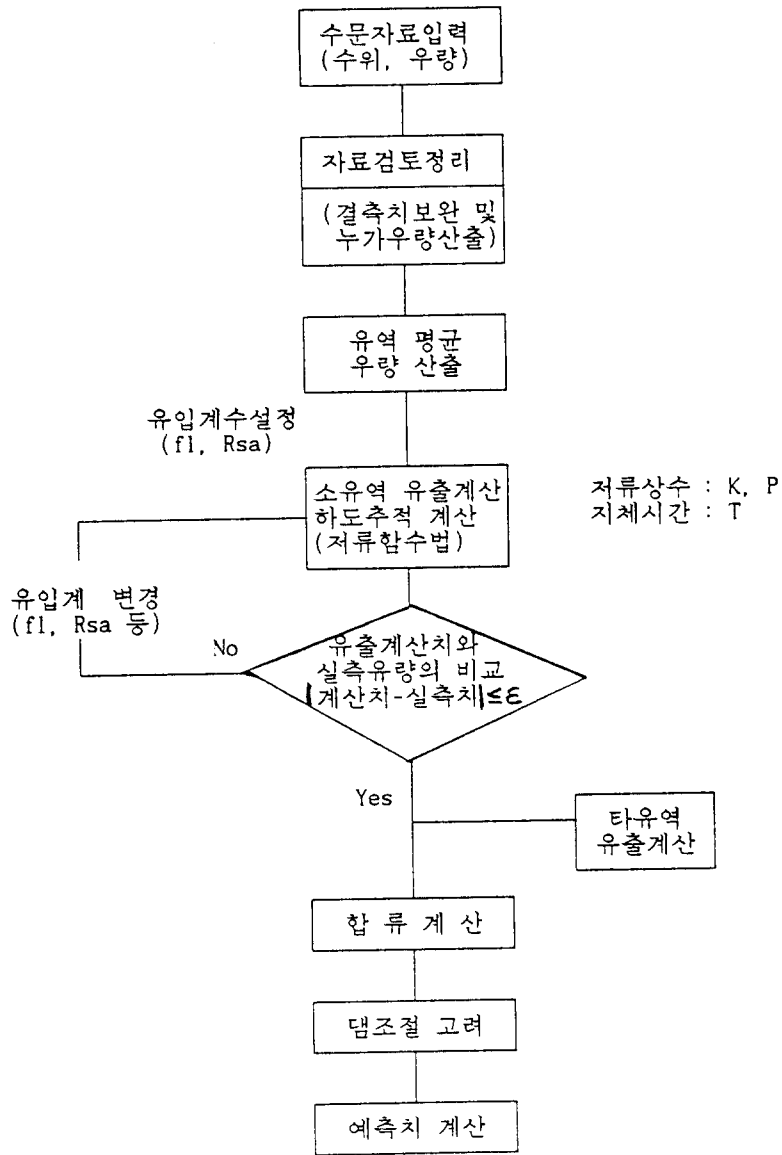 수문자료입력
(수위, 우량)
자료검토정리
(결측치보완 및
누가우량산출)
유역 평균
우량 산출
유입계수설정
(f1, Rsa)
소유역 유출계산
하도추적 계산
(저류함수법)
저류상수 : K, P
지체시간 : T
유입계 변경
(f1, Rsa 등)
No
유출계산치와
실측유량의 비교
|계산치-실측치|≤ε
Yes
타유역
유출계산
합 류 계 산
댐조절 고려
예측치 계산